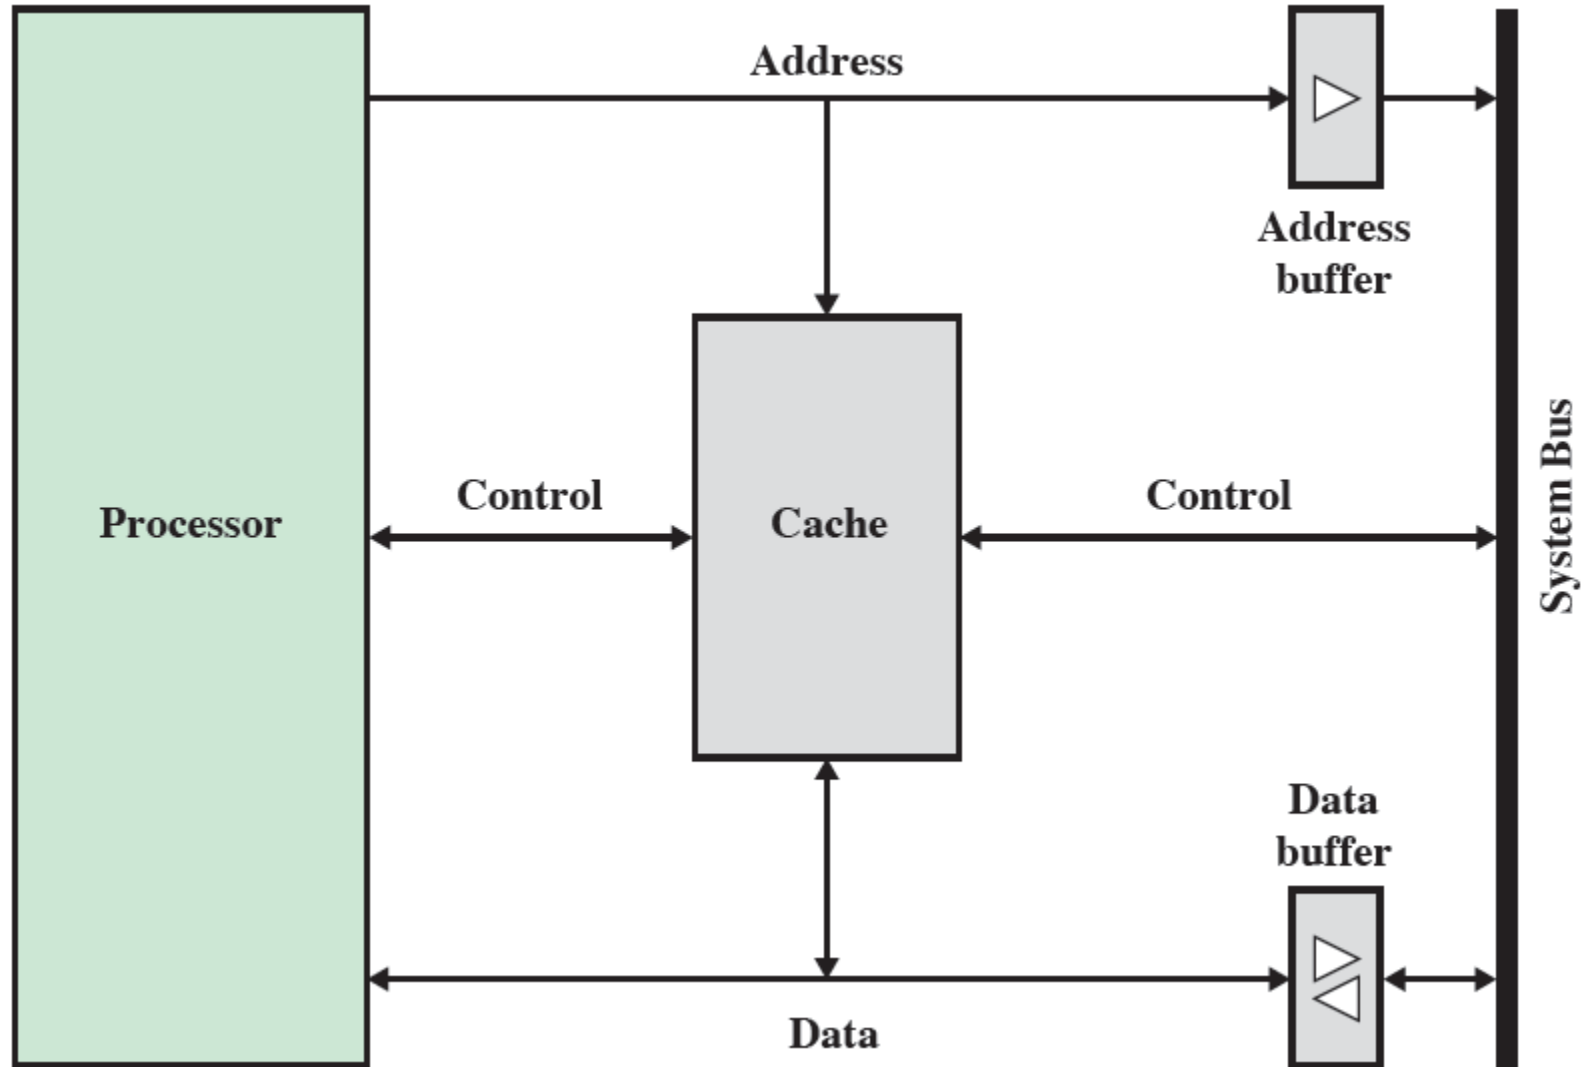 Address
Address
buffer
Processor
Control
Cache
Control
System Bus
Data
buffer
Data